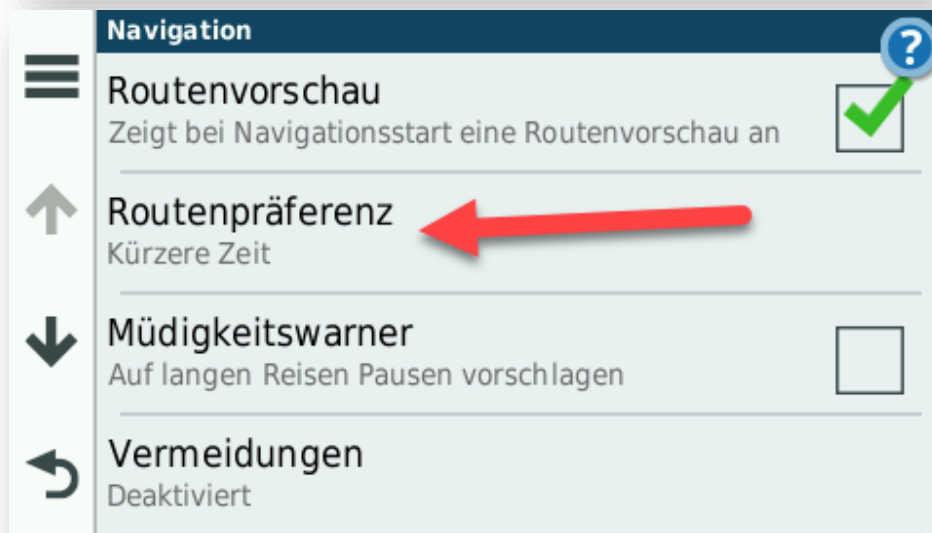 Navigation
?
Routenvorschau
Zeigt bei Navigationsstart eine Routenvorschau an
Routenpräferenz
Kürzere Zeit
Müdigkeitswarner
Auf langen Reisen Pausen vorschlagen
Vermeidungen
Deaktiviert